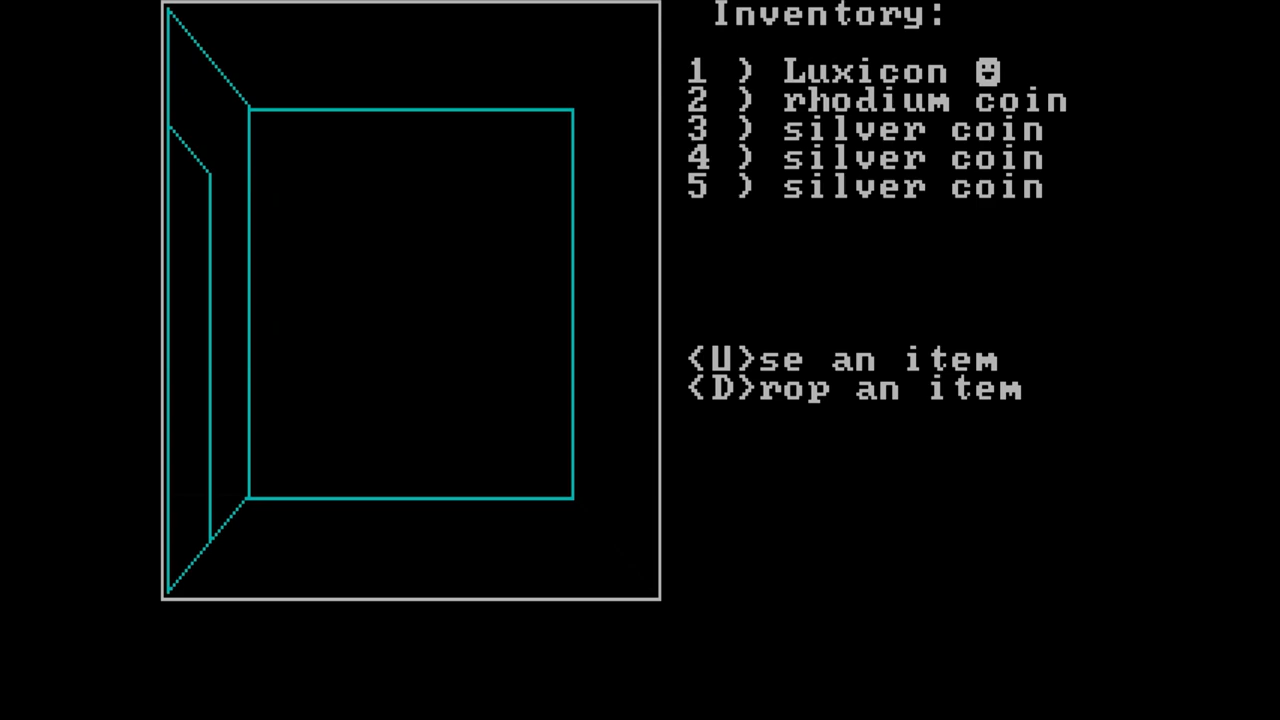 Inventory:
1 ) Luxicon ☻
2 ) rhodium coin
3 ) silver coin
4 ) silver coin
5 ) silver coin
<U>se an item
<D>rop an item